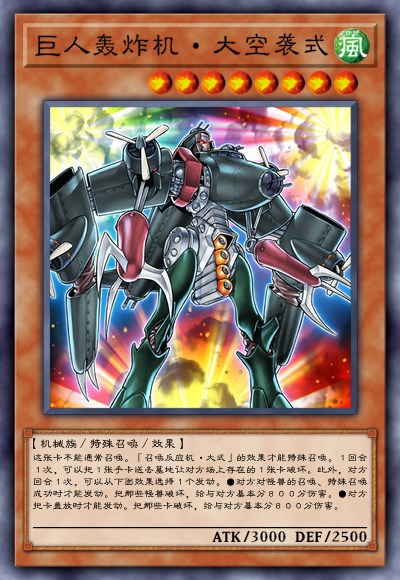 巨人轰炸机·大空袭式
風
【机械族/特殊召唤/效果】
这张卡不能通常召唤。「召唤反应机·大式」的效果才能特殊召唤。1回合
1次，可以把1张手卡送去墓地让对方场上存在的1张卡破坏。此外，对方
回合1次，可以从下面效果选择1个发动。●对方对怪兽的召唤、特殊召唤
成功时才能发动。把那些怪兽破坏，给与对方基本分800分伤害。●对方
把卡盖放时才能发动。把那些卡破坏，给与对方基本分800分伤害。
ATK/3000 DEF/2500